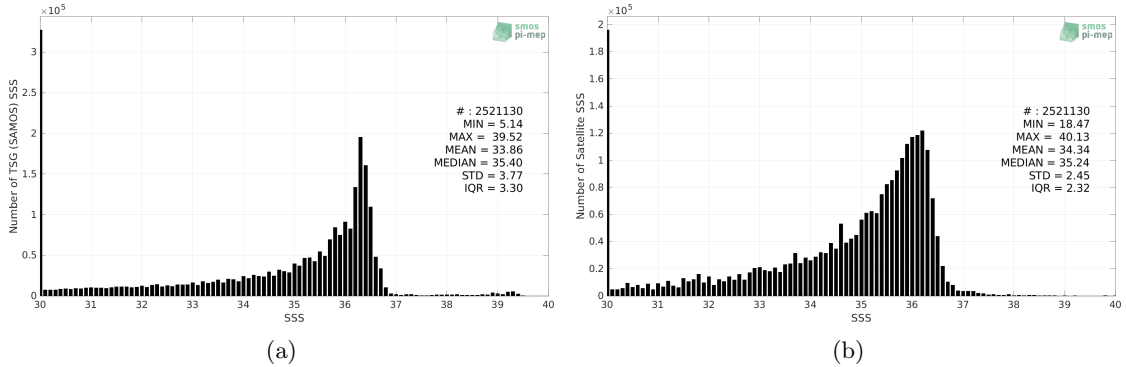 ×10⁵
3
2.5
2
1.5
1
0.5
0
30 31 32 33 34 35 36 37 38 39 40
SSS
Number of TSG (SAMOS) SSS
smos
pi-mep
# : 2521130
MIN = 5.14
MAX = 39.52
MEAN = 33.86
MEDIAN = 35.40
STD = 3.77
IQR = 3.30
(a)
×10⁵
2
1.8
1.6
1.4
1.2
1
0.8
0.6
0.4
0.2
0
30 31 32 33 34 35 36 37 38 39 40
SSS
Number of Satellite SSS
smos
pi-mep
# : 2521130
MIN = 18.47
MAX = 40.13
MEAN = 34.34
MEDIAN = 35.24
STD = 2.45
IQR = 2.32
(b)